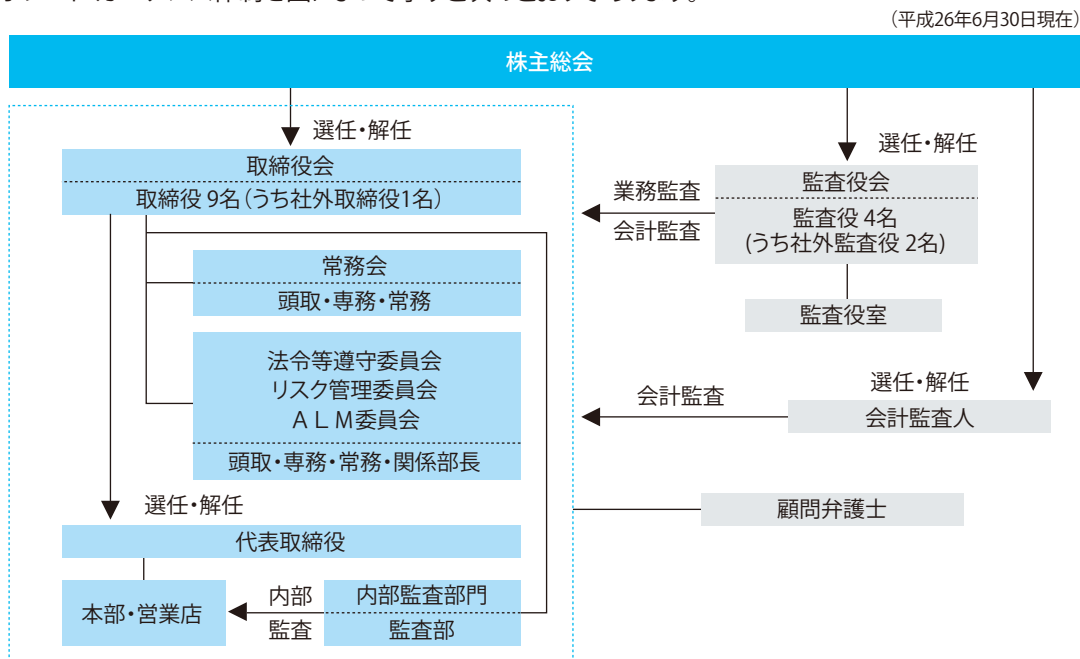 （平成26年6月30日現在）
株主総会
選任・解任
取締役会
取締役 9名（うち社外取締役1名）
常務会
頭取・専務・常務
法令等遵守委員会
リスク管理委員会
ＡＬＭ委員会
頭取・専務・常務・関係部長
選任・解任
代表取締役
本部・営業店
内部
監査
内部監査部門
監査部
選任・解任
監査役会
監査役 4名
(うち社外監査役 2名)
監査役室
業務監査
会計監査
選任・解任
会計監査人
会計監査
顧問弁護士